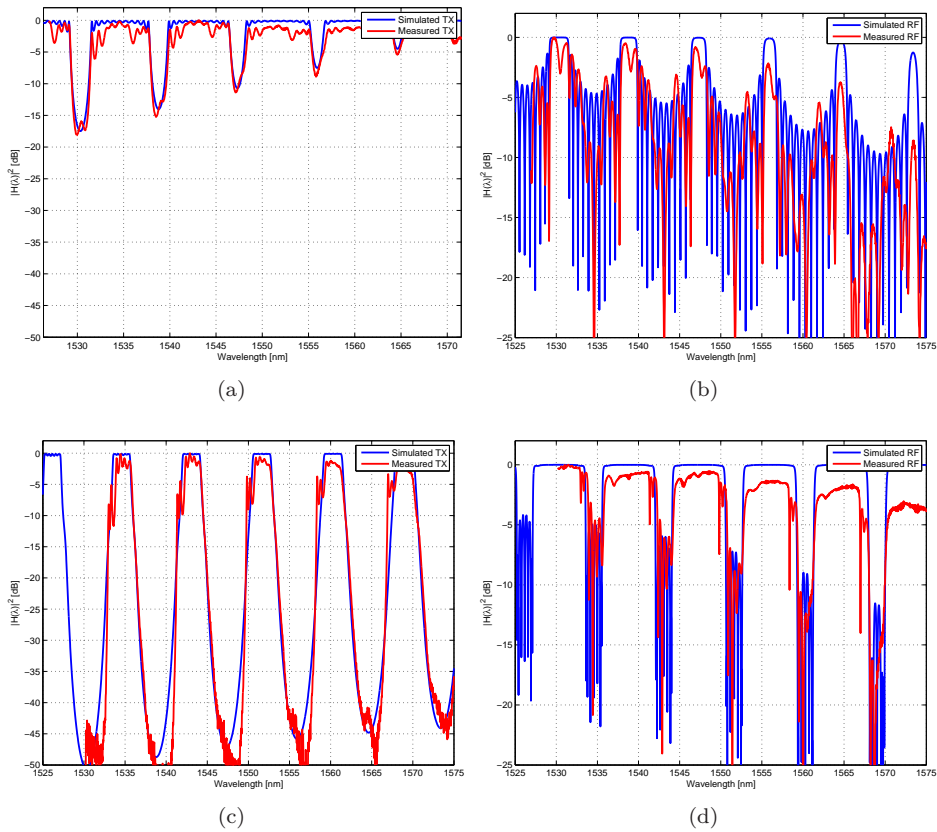 Simulated TX
Measured TX
0
−5
−10
−15
−20
−25
−30
−35
−40
−45
−50
|H(λ)|² [dB]
1530 1535 1540 1545 1550 1555 1560 1565 1570
Wavelength [nm]
(a)
Simulated RF
Measured RF
0
−5
−10
−15
−20
−25
|H(λ)|² [dB]
1525 1530 1535 1540 1545 1550 1555 1560 1565 1570 1575
Wavelength [nm]
(b)
Simulated TX
Measured TX
0
−5
−10
−15
−20
−25
−30
−35
−40
−45
−50
|H(λ)|² [dB]
1525 1530 1535 1540 1545 1550 1555 1560 1565 1570 1575
Wavelength [nm]
(c)
Simulated RF
Measured RF
0
−5
−10
−15
−20
−25
|H(λ)|² [dB]
1525 1530 1535 1540 1545 1550 1555 1560 1565 1570 1575
Wavelength [nm]
(d)